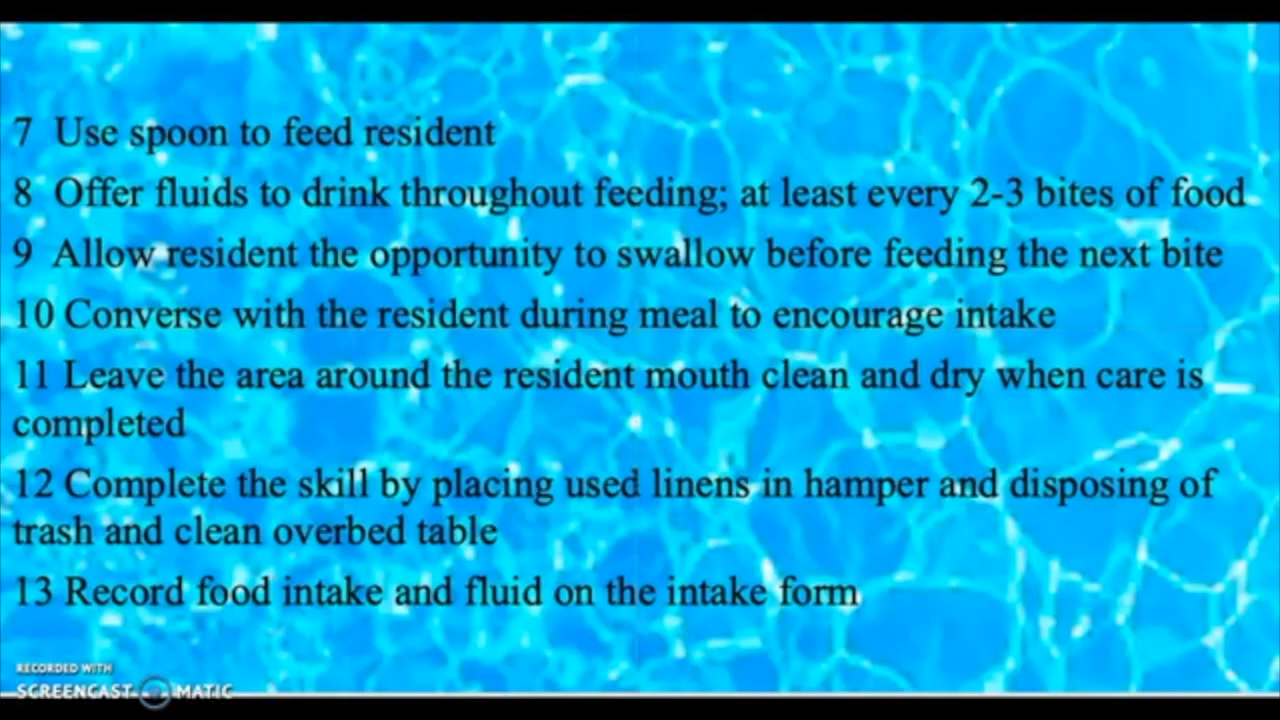 7 Use spoon to feed resident
8 Offer fluids to drink throughout feeding; at least every 2-3 bites of food
9 Allow resident the opportunity to swallow before feeding the next bite
10 Converse with the resident during meal to encourage intake
11 Leave the area around the resident mouth clean and dry when care is
completed
12 Complete the skill by placing used linens in hamper and disposing of
trash and clean overbed table
13 Record food intake and fluid on the intake form
RECORDED WITH
SCREENCAST O MATIC